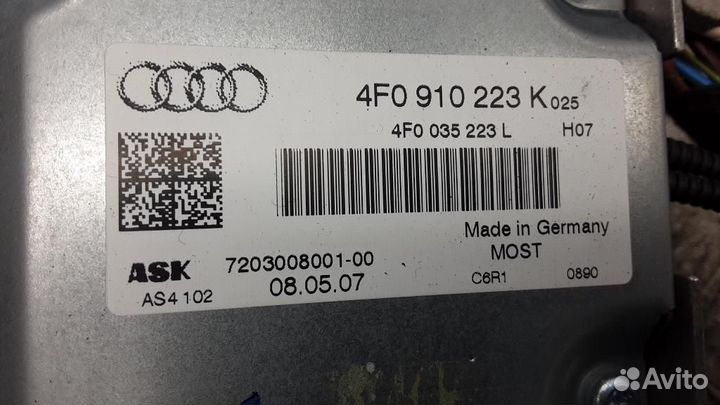 4F0 910 223 K 025
4F0 035 223 L H07
Made in Germany
MOST
ASK 7203008001-00
AS4 102 08.05.07 C6R1 0890
Avito